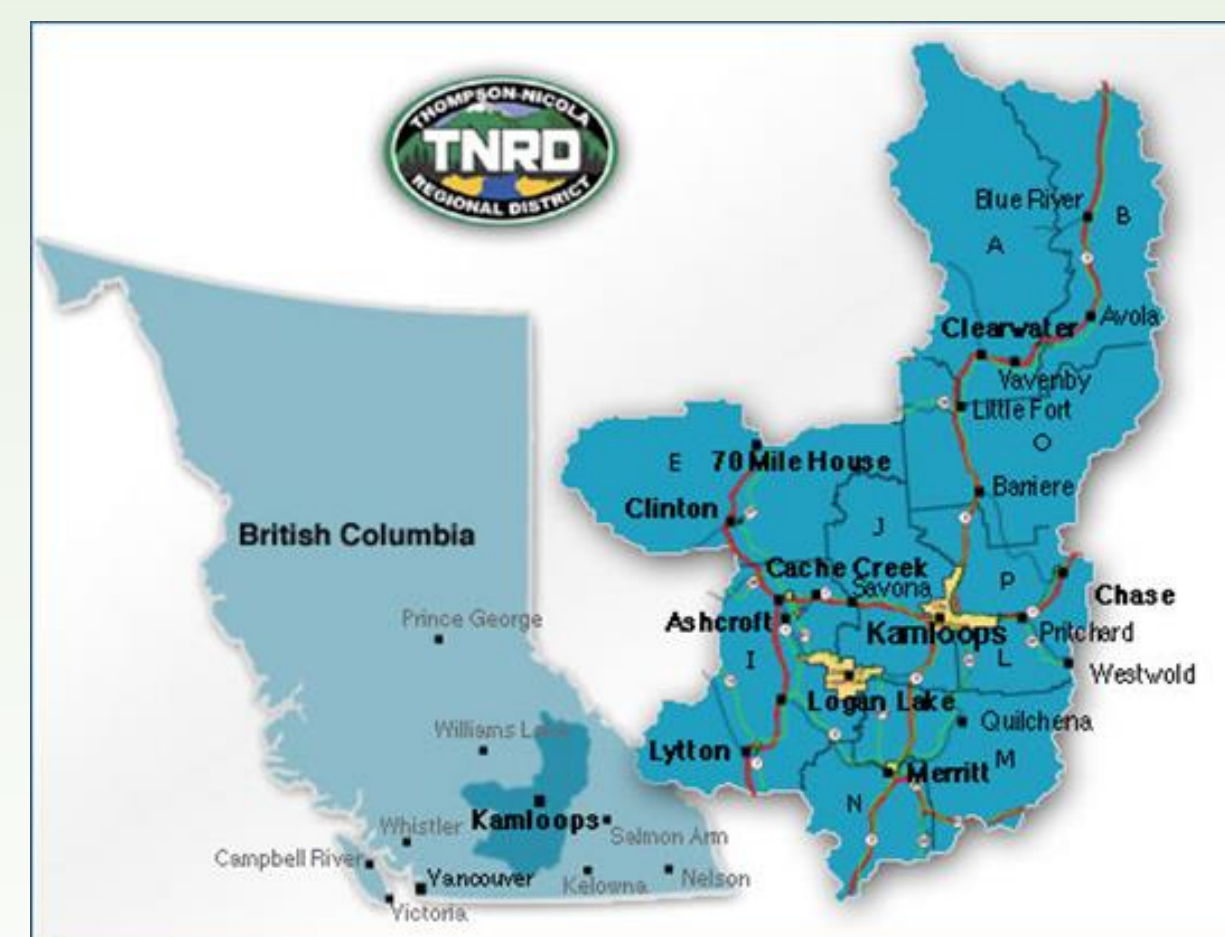 THOMPSON NICOLA
TNRD
REGIONAL DISTRICT
British Columbia
Prince George
Williams Lake
Kamloops
Salmon Arm
Whistler
Campbell River
Vancouver
Kelowna
Nelson
Victoria
Blue River
B
A
Clearwater
Avola
Vavenby
Little Fort
O
E
70 Mile House
Barriere
Clinton
J
Cache Creek
Savona
P
Chase
Ashcroft
Kamloops
Pritchard
I
L
Westwold
Logan Lake
Quilchena
Lytton
M
Merritt
N